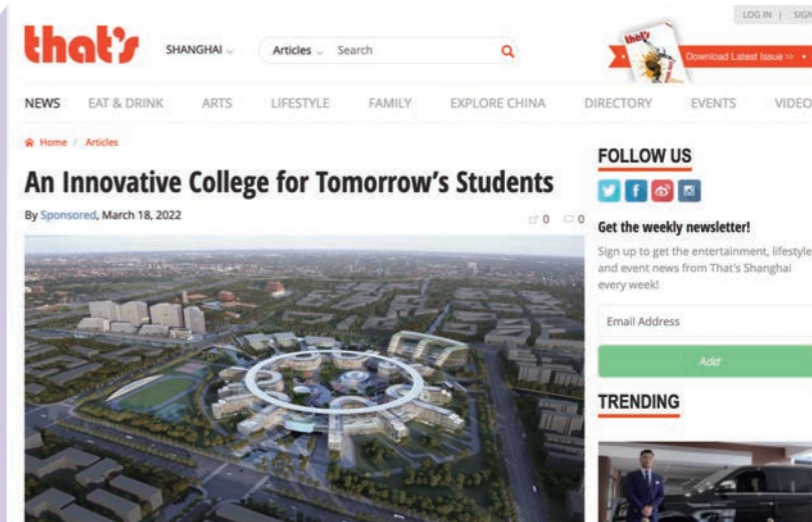 LOG IN | SIGN
that's
SHANGHAI
Articles
Search
that's
Download Latest Issue >>
NEWS EAT & DRINK ARTS LIFESTYLE FAMILY EXPLORE CHINA DIRECTORY EVENTS VIDEO
Home / Articles
An Innovative College for Tomorrow's Students
By Sponsored, March 18, 2022
0 0
FOLLOW US
Get the weekly newsletter!
Sign up to get the entertainment, lifestyle
and event news from That's Shanghai
every week!
Email Address
Add
TRENDING